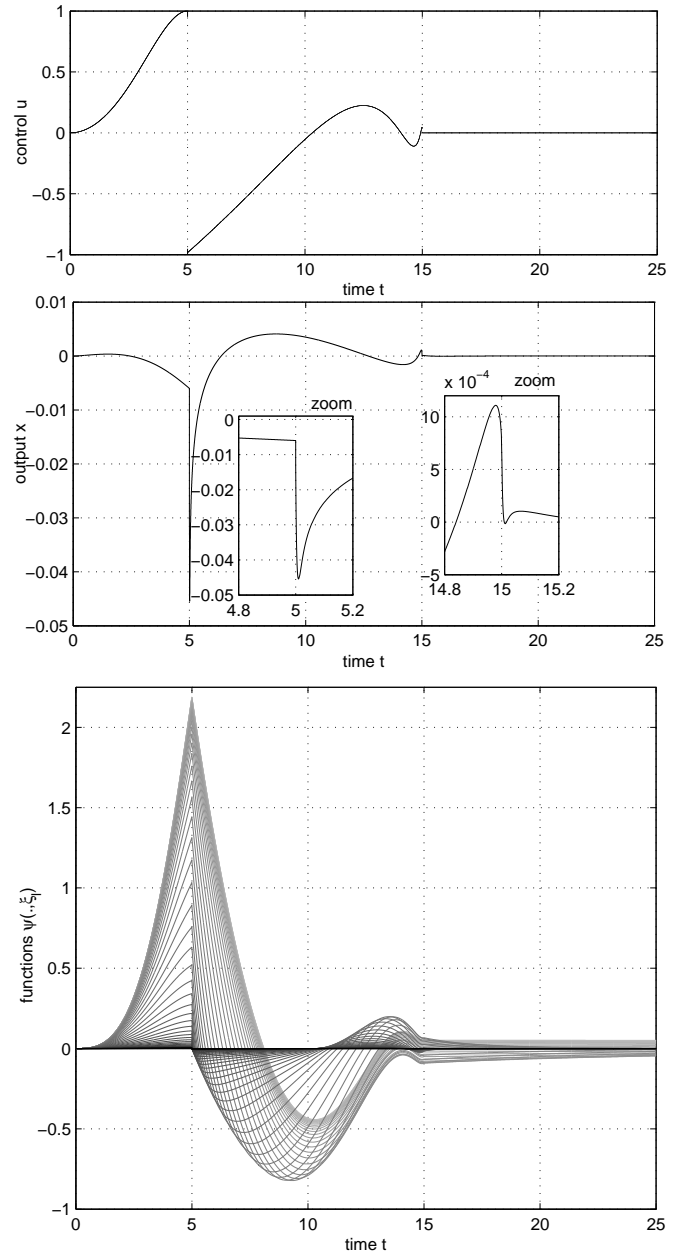 1
0.5
0
−0.5
−1
control u
0 5 10 15 20 25
time t
0.01
0
−0.01
−0.02
−0.03
−0.04
−0.05
output x
zoom
0
−0.01
−0.02
−0.03
−0.04
−0.05
4.8 5 5.2
x 10⁻⁴ zoom
10
5
0
−5
14.8 15 15.2
0 5 10 15 20 25
time t
2
1.5
1
0.5
0
−0.5
−1
functions ψ(.,ξ_l)
0 5 10 15 20 25
time t